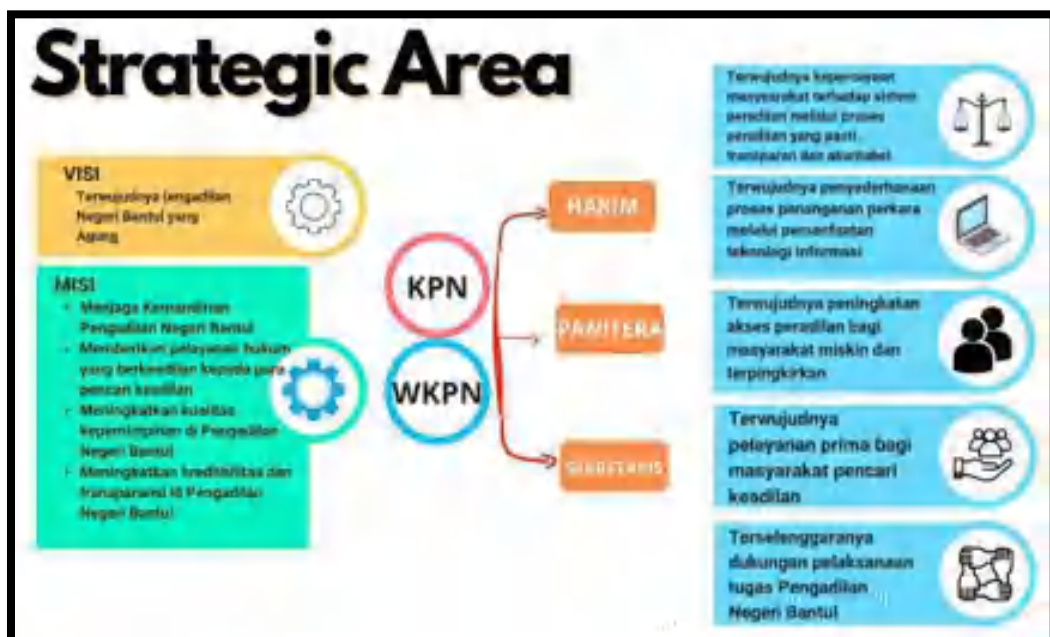 Strategic Area
VISI
Terwujudnya Pengadilan
Negeri Bantul yang
Agung
MISI
Menjaga Kemandirian
Pengadilan Negeri Bantul
Memberikan pelayanan hukum
yang berkeadilan kepada para
pencari keadilan
Meningkatkan kualitas
kepemimpinan di Pengadilan
Negeri Bantul
Meningkatkan kredibilitas dan
transparansi di Pengadilan
Negeri Bantul
KPN
WKPN
HAKIM
PANITERA
SEKRETARIS
Terwujudnya kepercayaan
masyarakat terhadap sistem
peradilan melalui proses
peradilan yang pasti,
transparan dan akuntabel
Terwujudnya penyederhanaan
proses penanganan perkara
melalui pemanfaatan
teknologi informasi
Terwujudnya peningkatan
akses peradilan bagi
masyarakat miskin dan
terpingkirkan
Terwujudnya
pelayanan prima bagi
masyarakat pencari
keadilan
Terselenggaranya
dukungan pelaksanaan
tugas Pengadilan
Negeri Bantul